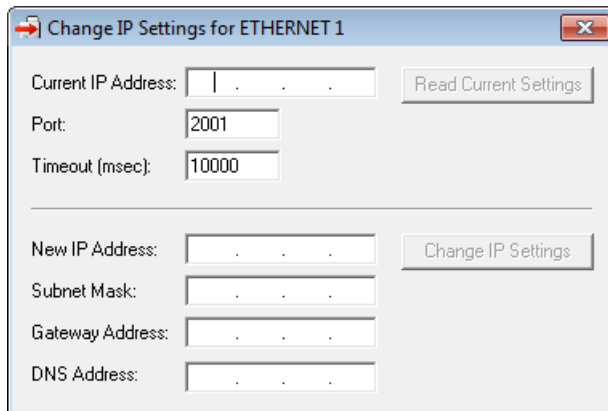 Change IP Settings for ETHERNET 1
Current IP Address: . . . Read Current Settings
Port: 2001
Timeout (msec): 10000
New IP Address: . . . Change IP Settings
Subnet Mask: . . .
Gateway Address: . . .
DNS Address: . . .